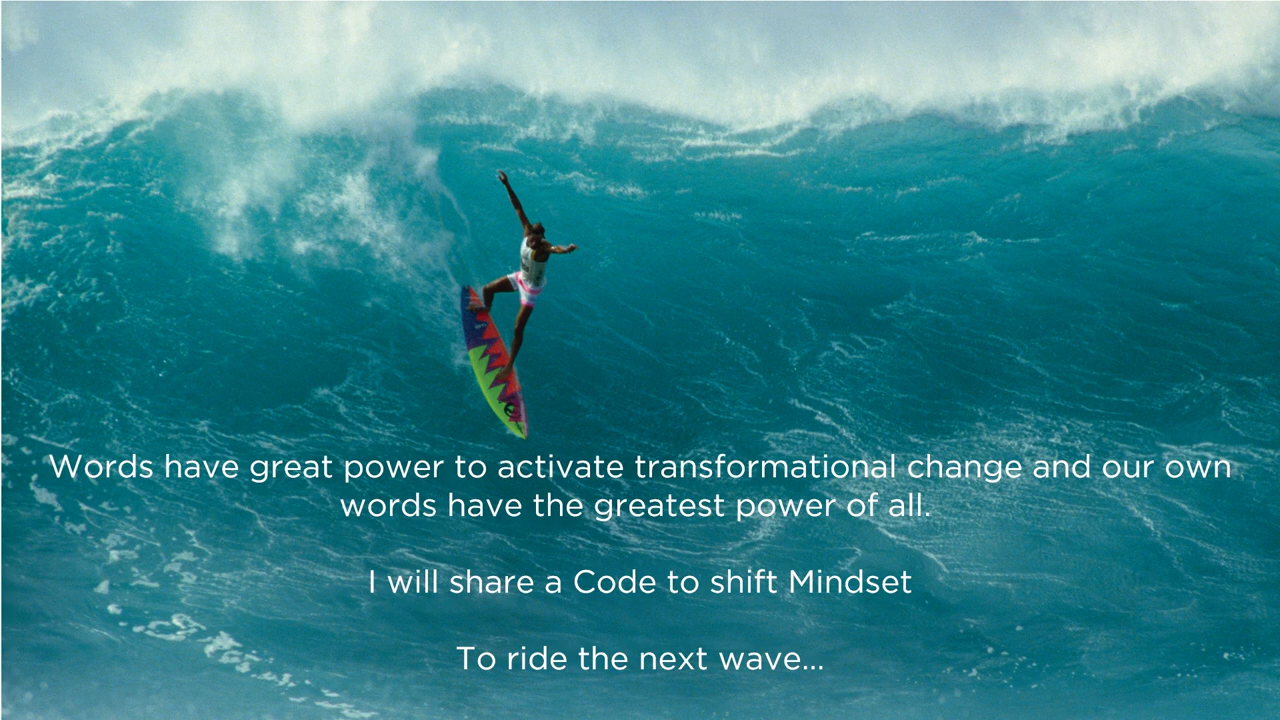 Words have great power to activate transformational change and our own
words have the greatest power of all.
I will share a Code to shift Mindset
To ride the next wave...